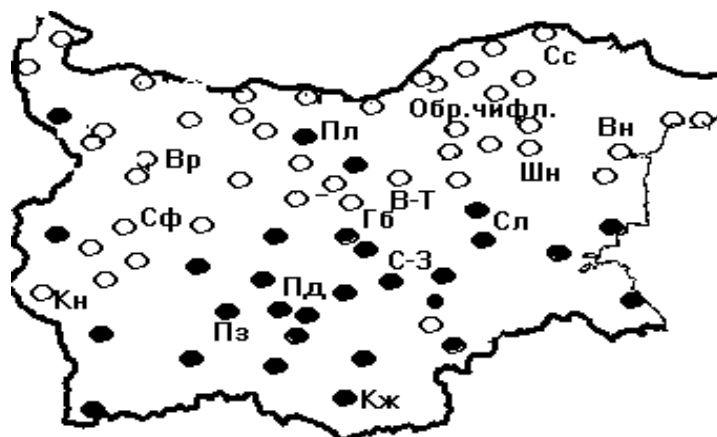 Сс
Обр.чифл.
Пл
Вн
Вр
Шн
В-Т
Сф
Гб
Сл
С-З
Пд
Кн
Пз
Кж